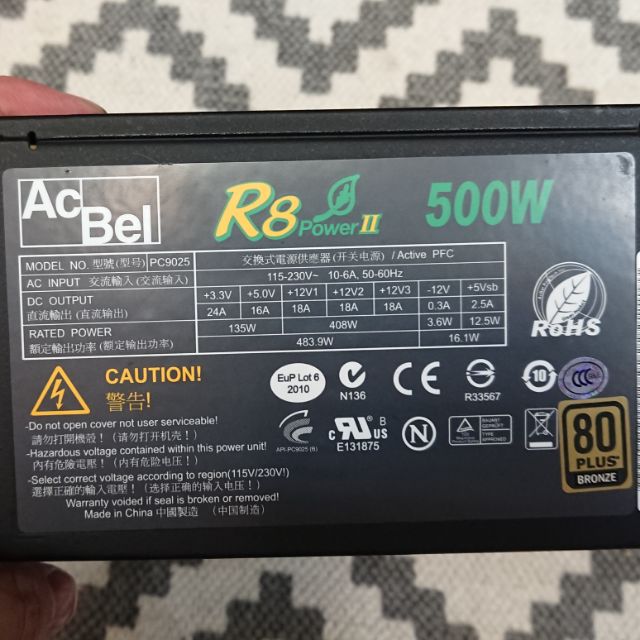 AcBel R8 Power II 500W
MODEL NO. 型號(型号) PC9025 交換式電源供應器(开关电源) /Active PFC
AC INPUT 交流輸入(交流输入) 115-230V~ 10-6A, 50-60Hz
DC OUTPUT +3.3V +5.0V +12V1 +12V2 +12V3 -12V +5Vsb
直流輸出(直流输出) 24A 16A 18A 18A 18A 0.3A 2.5A
RATED POWER 135W 408W 3.6W 12.5W
額定輸出功率(额定输出功率) 483.9W 16.1W
RoHS
CAUTION!
警告!
EuP Lot 6
2010
N136
CE
R33567
10
CCC
-Do not open cover not user serviceable!
請勿打開機殼! (请勿打开机壳!)
-Hazardous voltage contained within this power unit!
內有危險電壓! (内有危险电压!)
-Select correct voltage according to region(115V/230V!)
選擇正確的輸入電壓! (选择正确的输入电压!)
Warranty voided if seal is broken or removed!
Made in China 中國製造 (中国制造)
API-PC9025 (B)
c RU US B
E131875
N
TYPE
APPROVED
80
PLUS
BRONZE